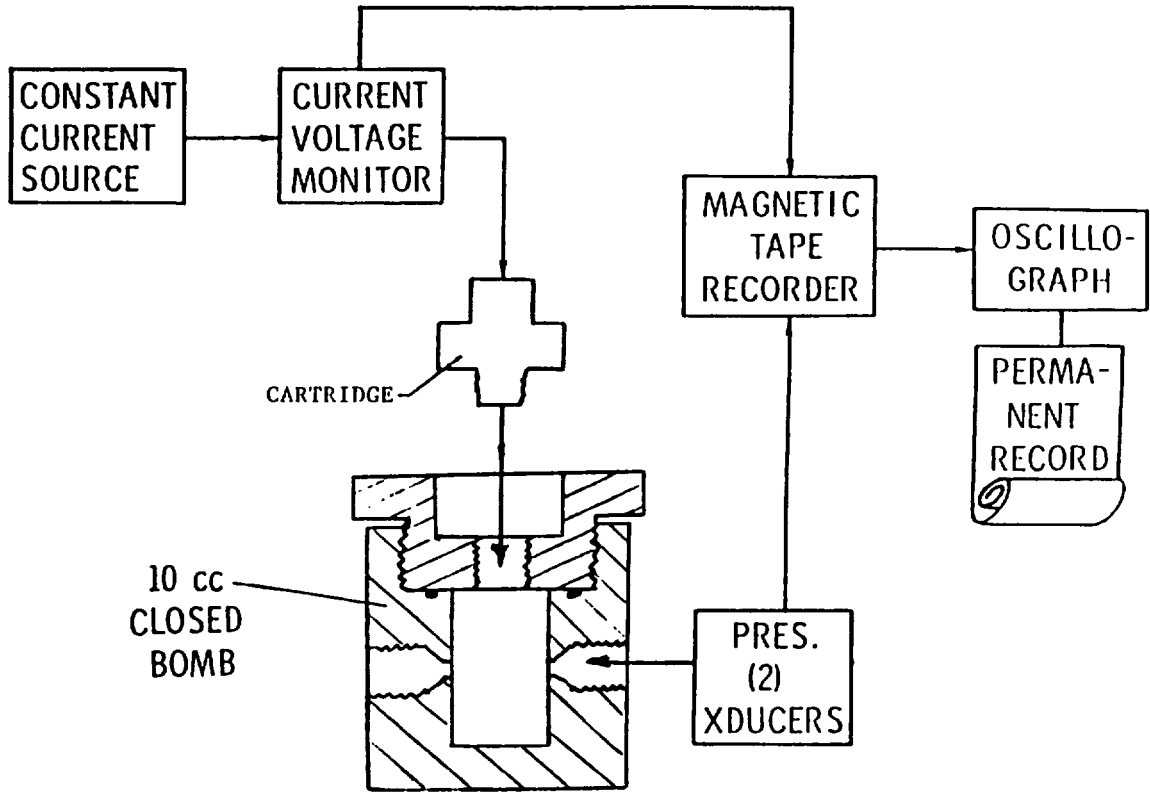 CONSTANT
CURRENT
SOURCE
CURRENT
VOLTAGE
MONITOR
MAGNETIC
TAPE
RECORDER
OSCILLO-
GRAPH
PERMA-
NENT
RECORD
CARTRIDGE
10 CC
CLOSED
BOMB
PRES.
(2)
XDUCERS